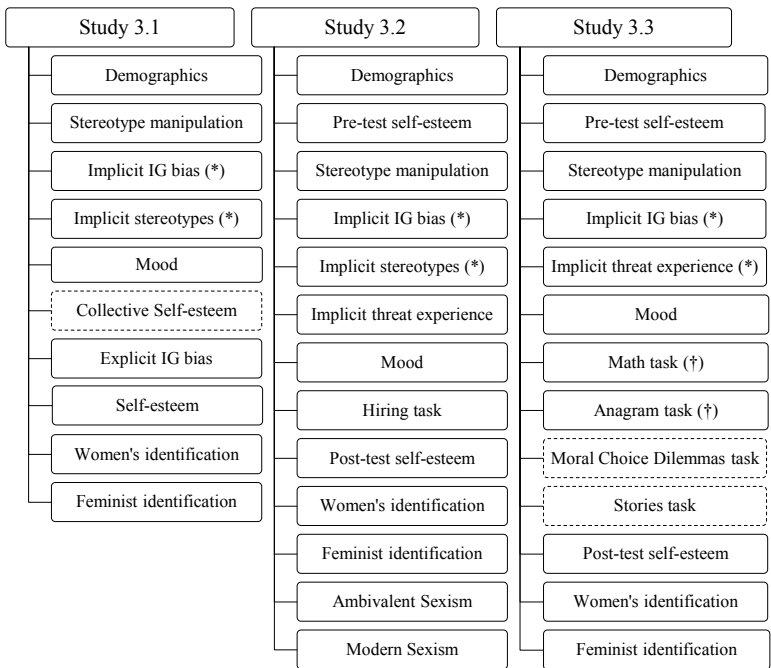 Study 3.1
Demographics
Stereotype manipulation
Implicit IG bias (*)
Implicit stereotypes (*)
Mood
Collective Self-esteem
Explicit IG bias
Self-esteem
Women's identification
Feminist identification
Study 3.2
Demographics
Pre-test self-esteem
Stereotype manipulation
Implicit IG bias (*)
Implicit stereotypes (*)
Implicit threat experience
Mood
Hiring task
Post-test self-esteem
Women's identification
Feminist identification
Ambivalent Sexism
Modern Sexism
Study 3.3
Demographics
Pre-test self-esteem
Stereotype manipulation
Implicit IG bias (*)
Implicit threat experience (*)
Mood
Math task (†)
Anagram task (†)
Moral Choice Dilemmas task
Stories task
Post-test self-esteem
Women's identification
Feminist identification